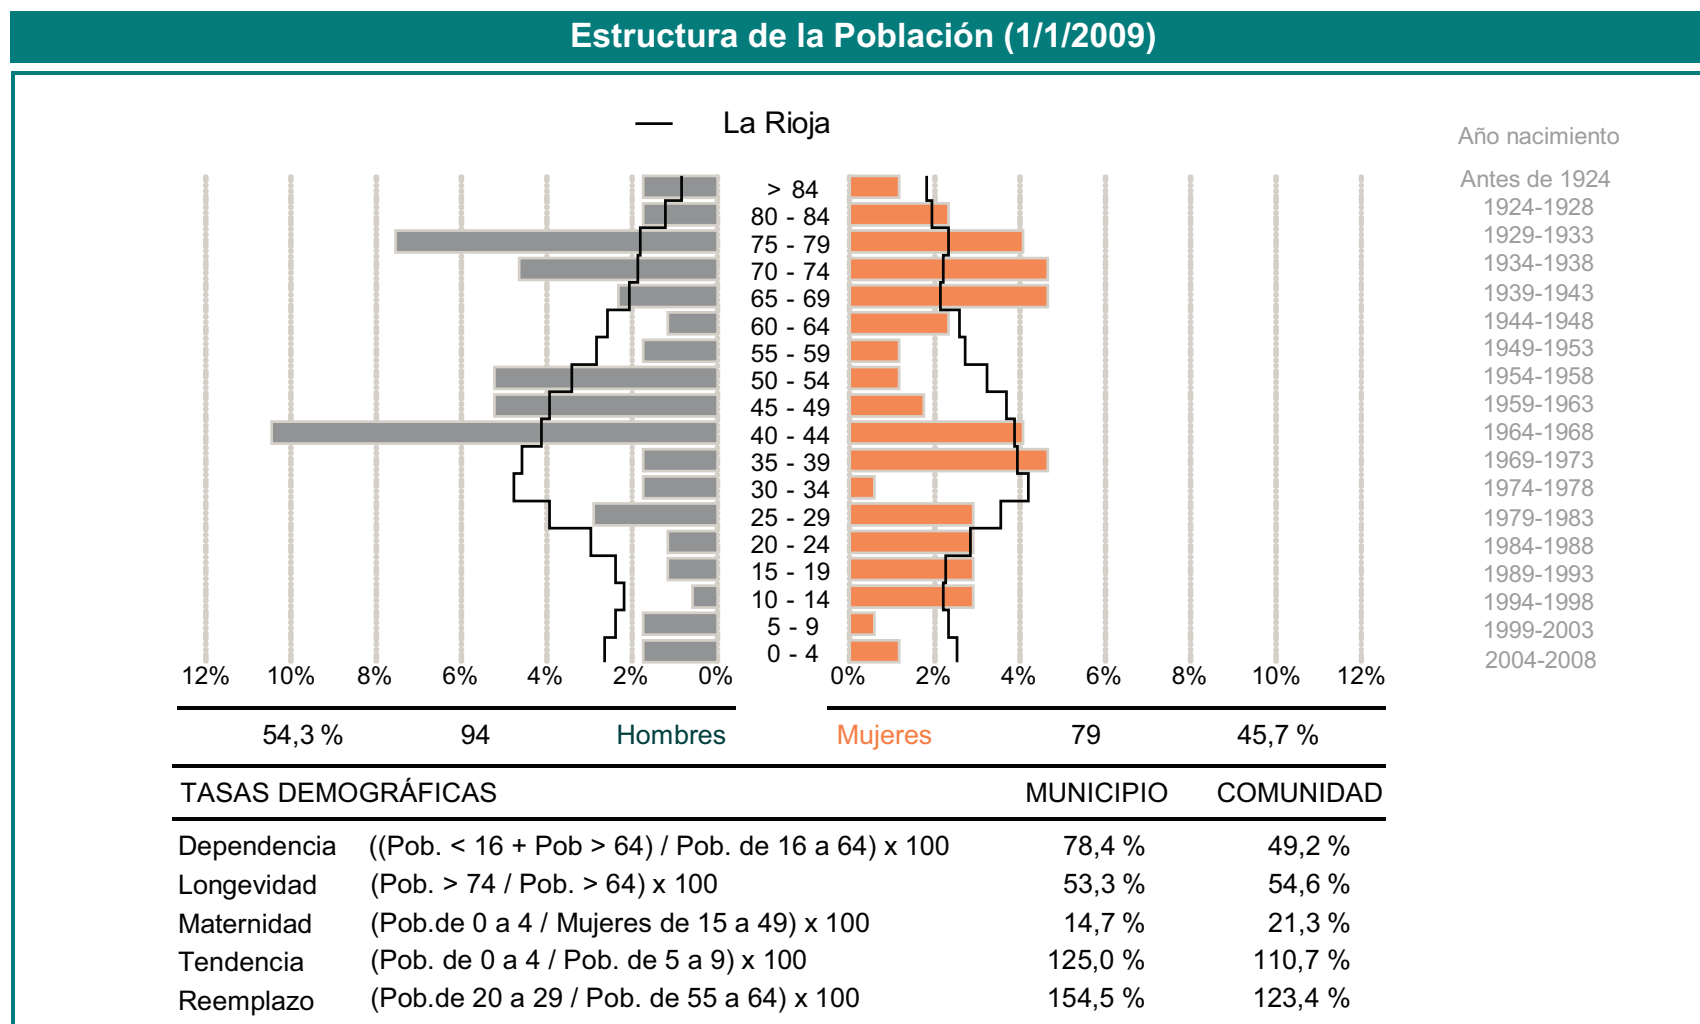 Estructura de la Población (1/1/2009)
La Rioja
Año nacimiento
> 84 Antes de 1924
80 - 84 1924-1928
75 - 79 1929-1933
70 - 74 1934-1938
65 - 69 1939-1943
60 - 64 1944-1948
55 - 59 1949-1953
50 - 54 1954-1958
45 - 49 1959-1963
40 - 44 1964-1968
35 - 39 1969-1973
30 - 34 1974-1978
25 - 29 1979-1983
20 - 24 1984-1988
15 - 19 1989-1993
10 - 14 1994-1998
5 - 9 1999-2003
0 - 4 2004-2008
12% 10% 8% 6% 4% 2% 0% 0% 2% 4% 6% 8% 10% 12%
54,3 % 94 Hombres Mujeres 79 45,7 %
TASAS DEMOGRÁFICAS MUNICIPIO COMUNIDAD
Dependencia ((Pob. < 16 + Pob > 64) / Pob. de 16 a 64) x 100 78,4 % 49,2 %
Longevidad (Pob. > 74 / Pob. > 64) x 100 53,3 % 54,6 %
Maternidad (Pob.de 0 a 4 / Mujeres de 15 a 49) x 100 14,7 % 21,3 %
Tendencia (Pob. de 0 a 4 / Pob. de 5 a 9) x 100 125,0 % 110,7 %
Reemplazo (Pob.de 20 a 29 / Pob. de 55 a 64) x 100 154,5 % 123,4 %